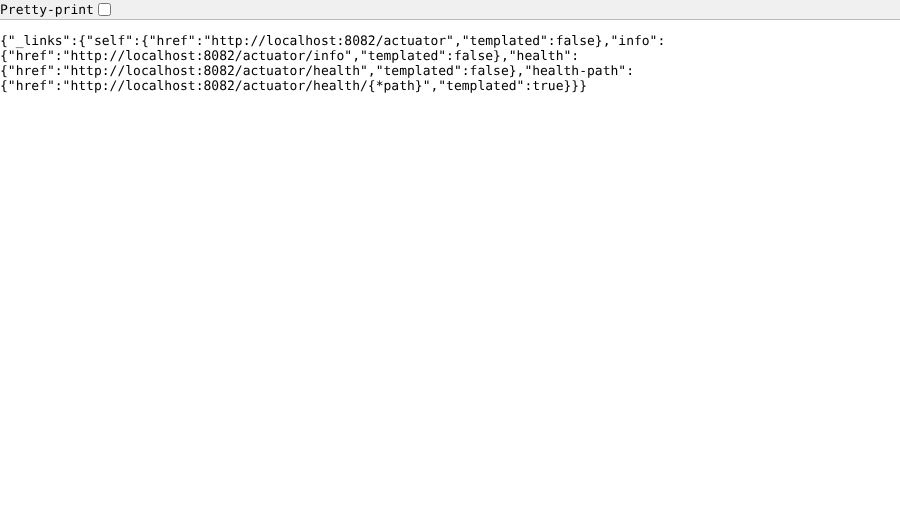 Pretty-print
{"_links":{"self":{"href":"http://localhost:8082/actuator","templated":false},"info":
{"href":"http://localhost:8082/actuator/info","templated":false},"health":
{"href":"http://localhost:8082/actuator/health","templated":false},"health-path":
{"href":"http://localhost:8082/actuator/health/{*path}","templated":true}}}